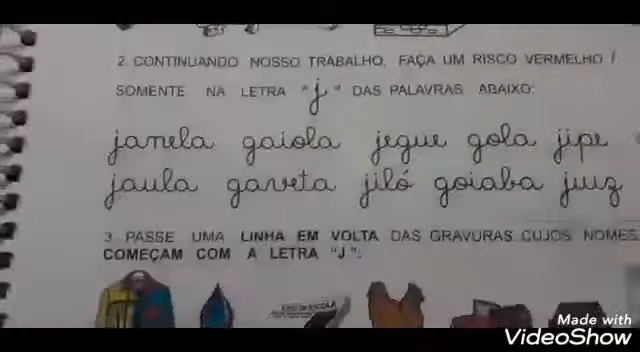 2. CONTINUANDO NOSSO TRABALHO, FAÇA UM RISCO VERMELHO /
SOMENTE NA LETRA "j" DAS PALAVRAS ABAIXO:
janela gaiola jegue gola jipe
jaula gaveta jiló goiaba juiz
3. PASSE UMA LINHA EM VOLTA DAS GRAVURAS CUJOS NOMES
COMEÇAM COM A LETRA "J":
Made with
VideoShow